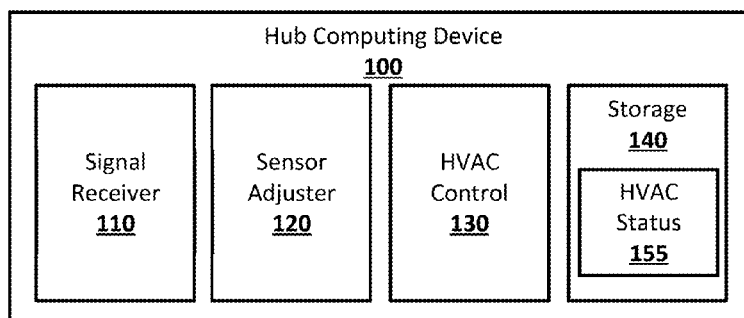 Hub Computing Device
100
Signal
Receiver
110
Sensor
Adjuster
120
HVAC
Control
130
Storage
140
HVAC
Status
155